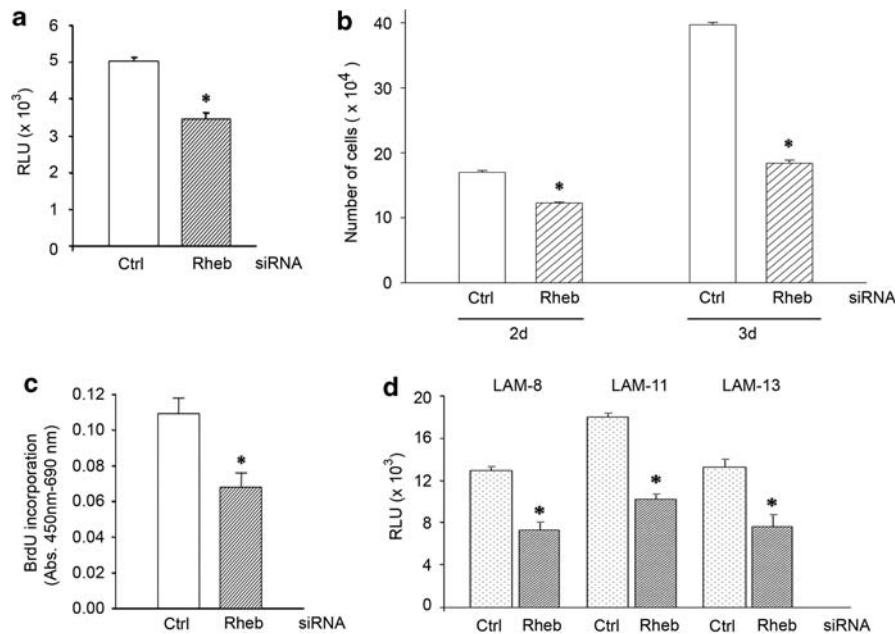 a
RLU (x 10³)
6
5
4
3
2
1
0
*
Ctrl Rheb siRNA
b
Number of cells ( x 10⁴)
40
30
20
10
0
*
*
Ctrl Rheb Ctrl Rheb siRNA
2d 3d
c
BrdU incorporation
(Abs. 450nm-690 nm)
0.12
0.10
0.08
0.06
0.04
0.02
0.00
*
Ctrl Rheb siRNA
d
LAM-8 LAM-11 LAM-13
RLU (x 10³)
20
16
12
8
4
0
*
*
*
Ctrl Rheb Ctrl Rheb Ctrl Rheb siRNA